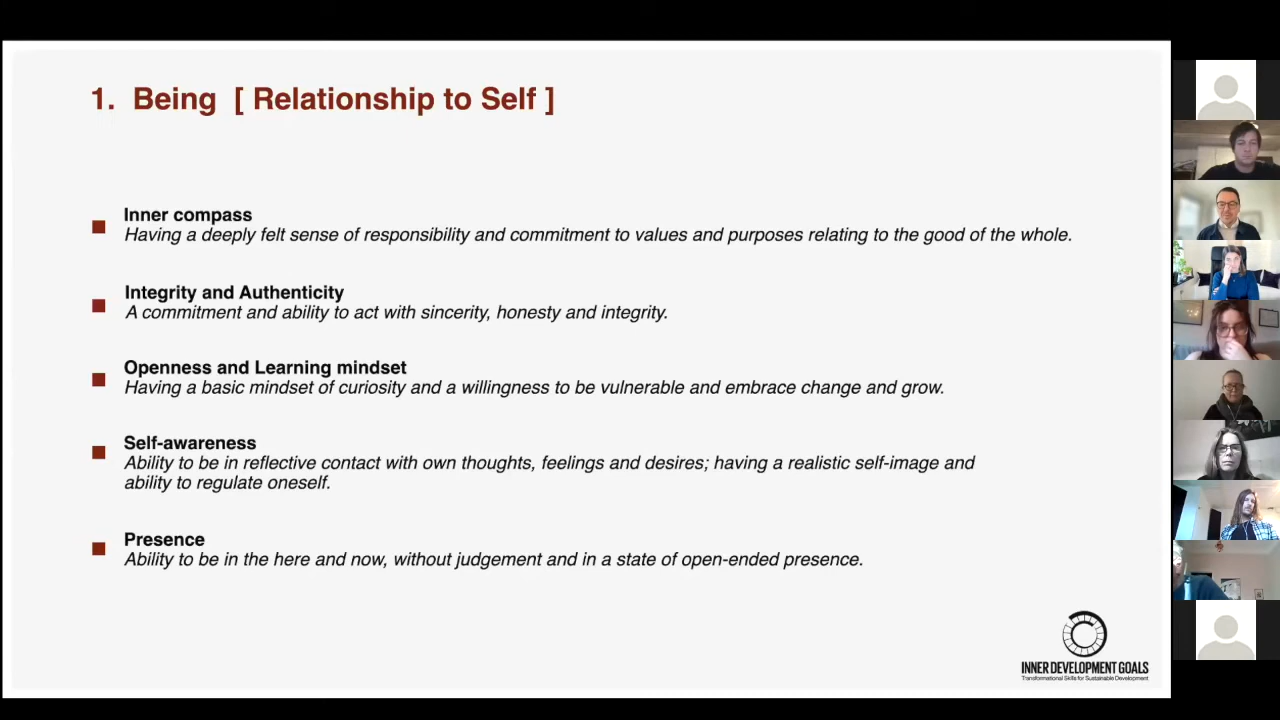 1. Being [ Relationship to Self ]
Inner compass
Having a deeply felt sense of responsibility and commitment to values and purposes relating to the good of the whole.
Integrity and Authenticity
A commitment and ability to act with sincerity, honesty and integrity.
Openness and Learning mindset
Having a basic mindset of curiosity and a willingness to be vulnerable and embrace change and grow.
Self-awareness
Ability to be in reflective contact with own thoughts, feelings and desires; having a realistic self-image and
ability to regulate oneself.
Presence
Ability to be in the here and now, without judgement and in a state of open-ended presence.
INNER DEVELOPMENT GOALS
Transformational Skills for Sustainable Development